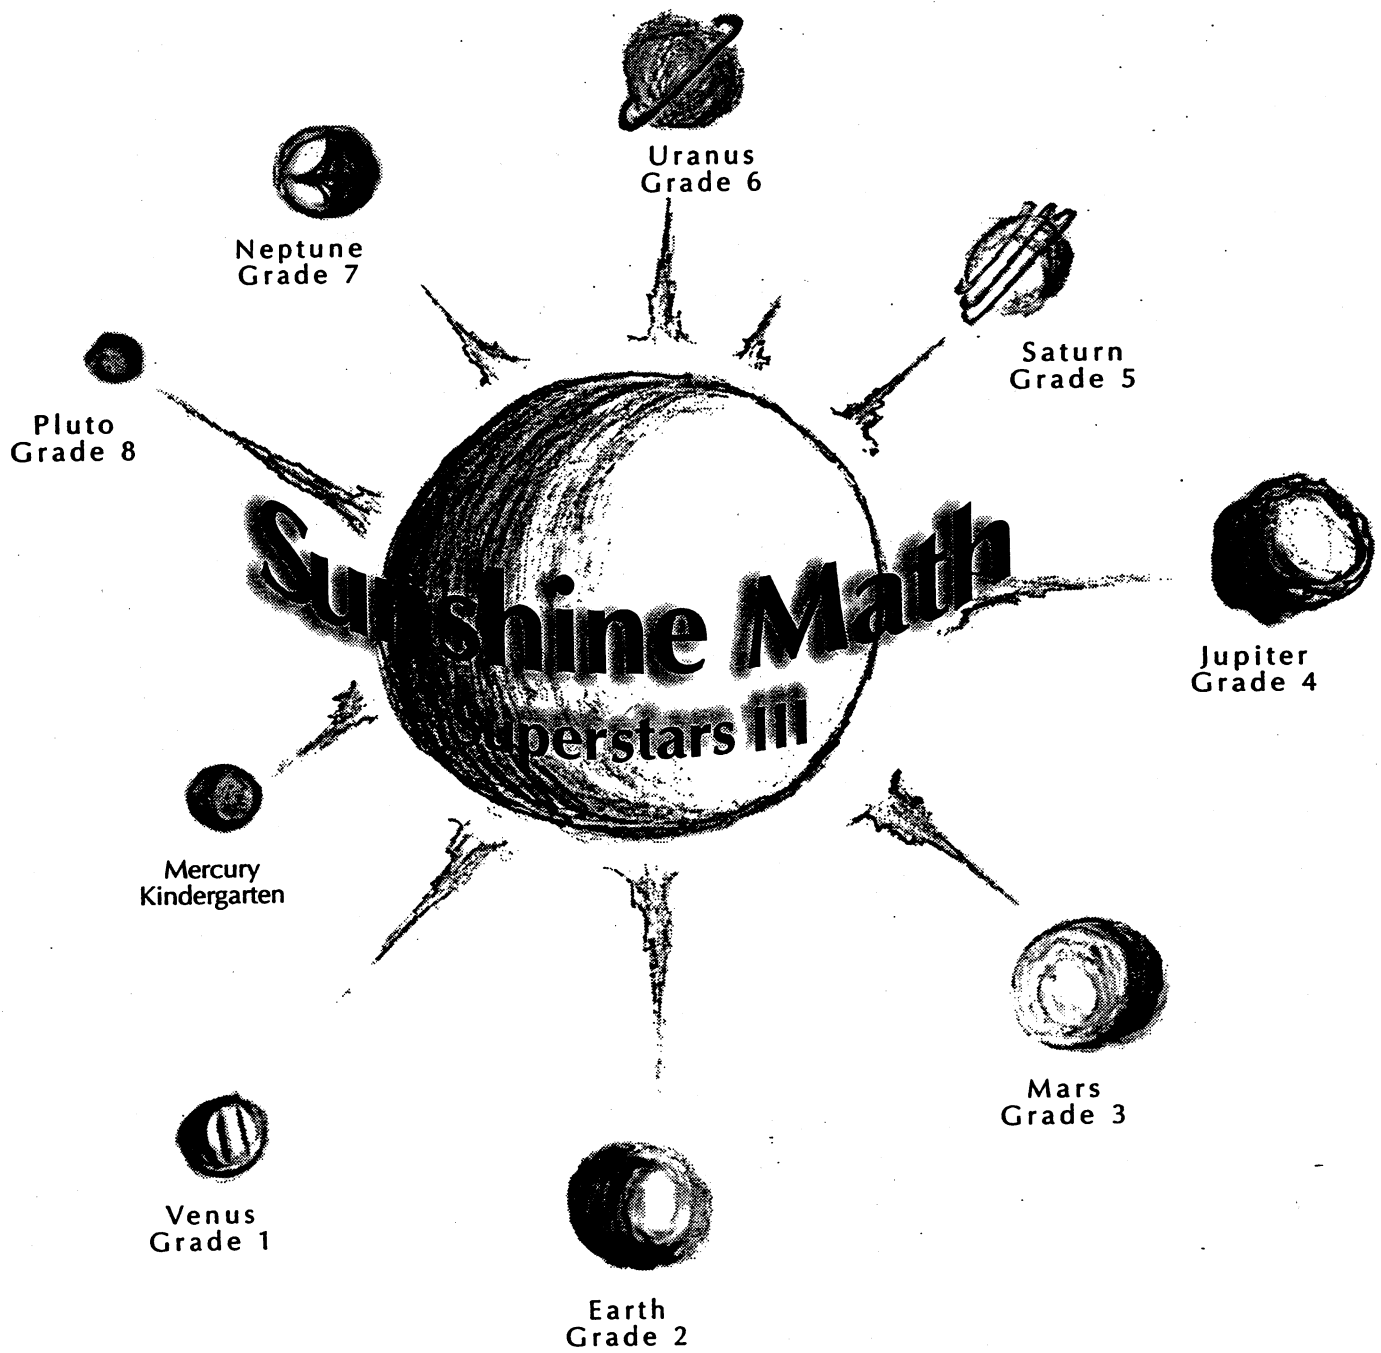 Uranus
Grade 6
Neptune
Grade 7
Saturn
Grade 5
Pluto
Grade 8
Sunshine Math
Superstars III
Jupiter
Grade 4
Mercury
Kindergarten
Mars
Grade 3
Venus
Grade 1
Earth
Grade 2